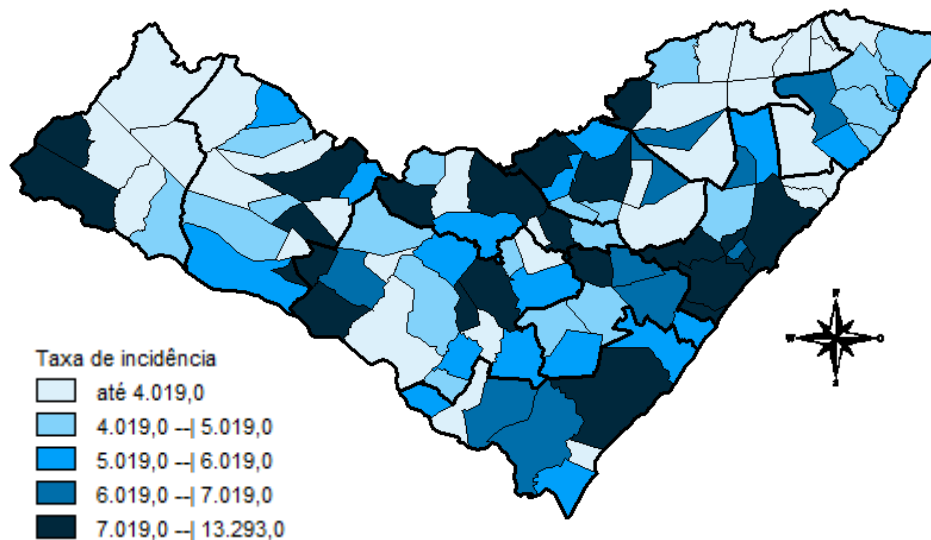 Taxa de incidência
até 4.019,0
4.019,0 --| 5.019,0
5.019,0 --| 6.019,0
6.019,0 --| 7.019,0
7.019,0 --| 13.293,0